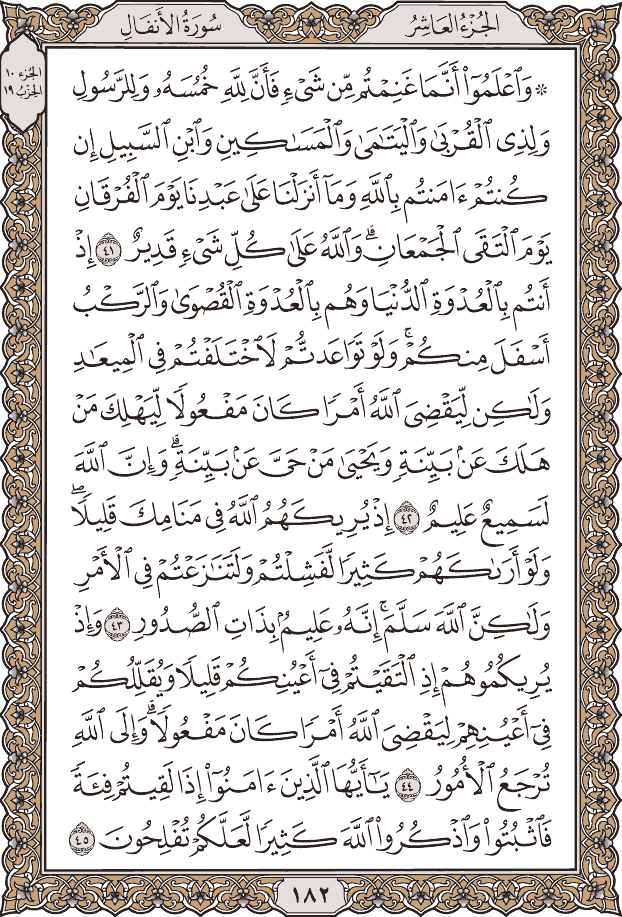 الجُزْءُ العَاشِرُ
سُورَةُ الأَنفَالِ
الجزء ١٠
الحزب ١٩
۞ وَٱعۡلَمُوٓاْ أَنَّمَا غَنِمۡتُم مِّن شَيۡءٖ فَأَنَّ لِلَّهِ خُمُسَهُۥ وَلِلرَّسُولِ
وَلِذِي ٱلۡقُرۡبَىٰ وَٱلۡيَتَٰمَىٰ وَٱلۡمَسَٰكِينِ وَٱبۡنِ ٱلسَّبِيلِ إِن
كُنتُمۡ ءَامَنتُم بِٱللَّهِ وَمَآ أَنزَلۡنَا عَلَىٰ عَبۡدِنَا يَوۡمَ ٱلۡفُرۡقَانِ
يَوۡمَ ٱلۡتَقَى ٱلۡجَمۡعَانِۗ وَٱللَّهُ عَلَىٰ كُلِّ شَيۡءٖ قَدِيرٌ ٤١ إِذۡ
أَنتُم بِٱلۡعُدۡوَةِ ٱلدُّنۡيَا وَهُم بِٱلۡعُدۡوَةِ ٱلۡقُصۡوَىٰ وَٱلرَّكۡبُ
أَسۡفَلَ مِنكُمۡۚ وَلَوۡ تَوَاعَدتُّمۡ لَٱخۡتَلَفۡتُمۡ فِي ٱلۡمِيعَٰدِ
وَلَٰكِن لِّيَقۡضِيَ ٱللَّهُ أَمۡرٗا كَانَ مَفۡعُولٗا لِّيَهۡلِكَ مَنۡ
هَلَكَ عَنۢ بَيِّنَةٖ وَيَحۡيَىٰ مَنۡ حَيَّ عَنۢ بَيِّنَةٖۗ وَإِنَّ ٱللَّهَ
لَسَمِيعٌ عَلِيمٌ ٤٢ إِذۡ يُرِيكَهُمُ ٱللَّهُ فِي مَنَامِكَ قَلِيلٗاۖ
وَلَوۡ أَرَىٰكَهُمۡ كَثِيرٗا لَّفَشِلۡتُمۡ وَلَتَنَٰزَعۡتُمۡ فِي ٱلۡأَمۡرِ
وَلَٰكِنَّ ٱللَّهَ سَلَّمَۚ إِنَّهُۥ عَلِيمُۢ بِذَاتِ ٱلصُّدُورِ ٤٣ وَإِذۡ
يُرِيكُمُوهُمۡ إِذِ ٱلۡتَقَيۡتُمۡ فِيٓ أَعۡيُنِكُمۡ قَلِيلٗا وَيُقَلِّلُكُمۡ
فِيٓ أَعۡيُنِهِمۡ لِيَقۡضِيَ ٱللَّهُ أَمۡرٗا كَانَ مَفۡعُولٗاۗ وَإِلَى ٱللَّهِ
تُرۡجَعُ ٱلۡأُمُورُ ٤٤ يَٰٓأَيُّهَا ٱلَّذِينَ ءَامَنُوٓاْ إِذَا لَقِيتُمۡ فِئَةٗ
فَٱثۡبُتُواْ وَٱذۡكُرُواْ ٱللَّهَ كَثِيرٗا لَّعَلَّكُمۡ تُفۡلِحُونَ ٤٥
١٨٢